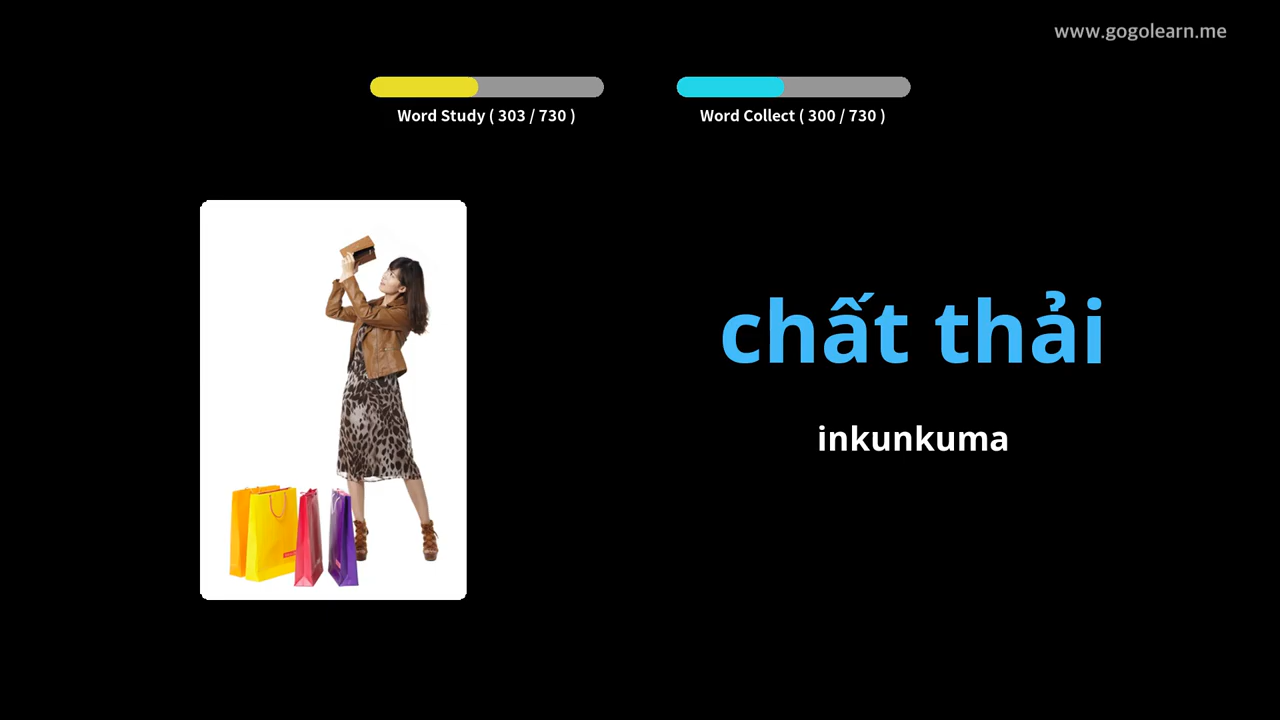 www.gogolearn.me
Word Study ( 303 / 730 )
Word Collect ( 300 / 730 )
chất thải
inkunkuma